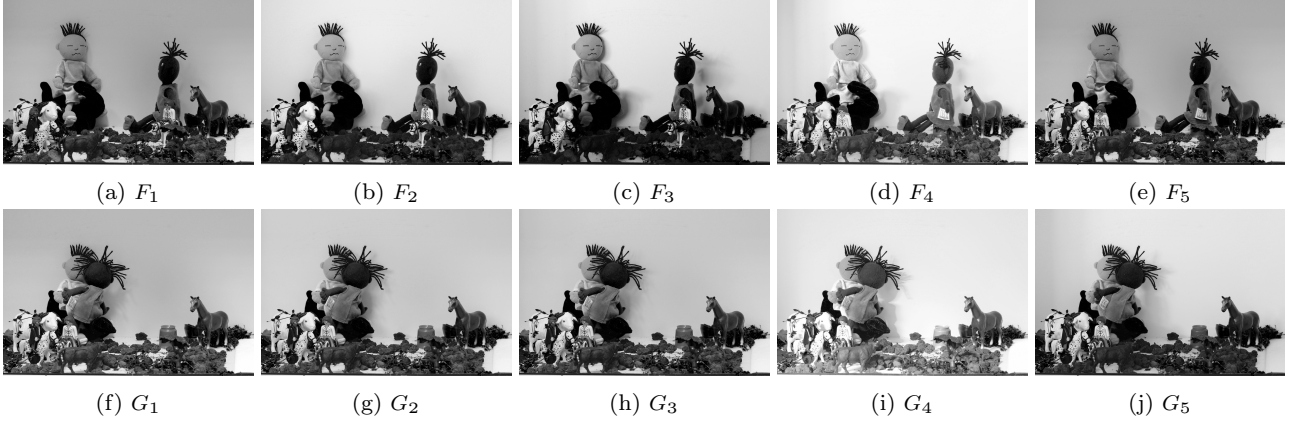 (a) F₁ (b) F₂ (c) F₃ (d) F₄ (e) F₅
(f) G₁ (g) G₂ (h) G₃ (i) G₄ (j) G₅